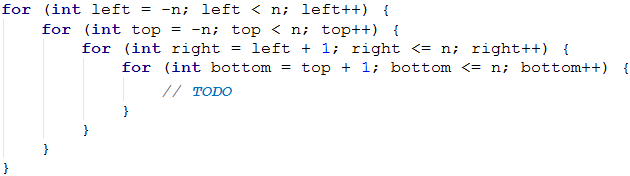 for (int left = -n; left < n; left++) {
    for (int top = -n; top < n; top++) {
        for (int right = left + 1; right <= n; right++) {
            for (int bottom = top + 1; bottom <= n; bottom++) {
                // TODO
            }
        }
    }
}